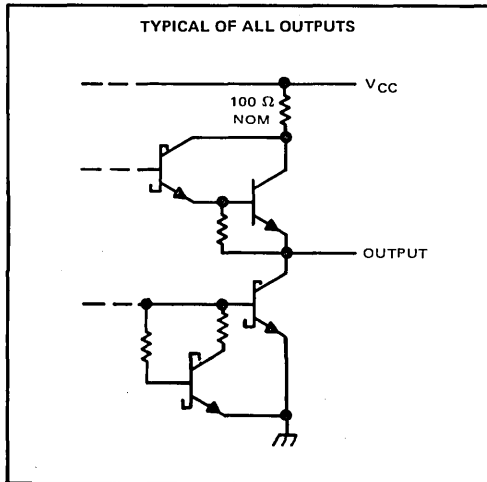 TYPICAL OF ALL OUTPUTS
VCC
100 Ω
NOM
OUTPUT